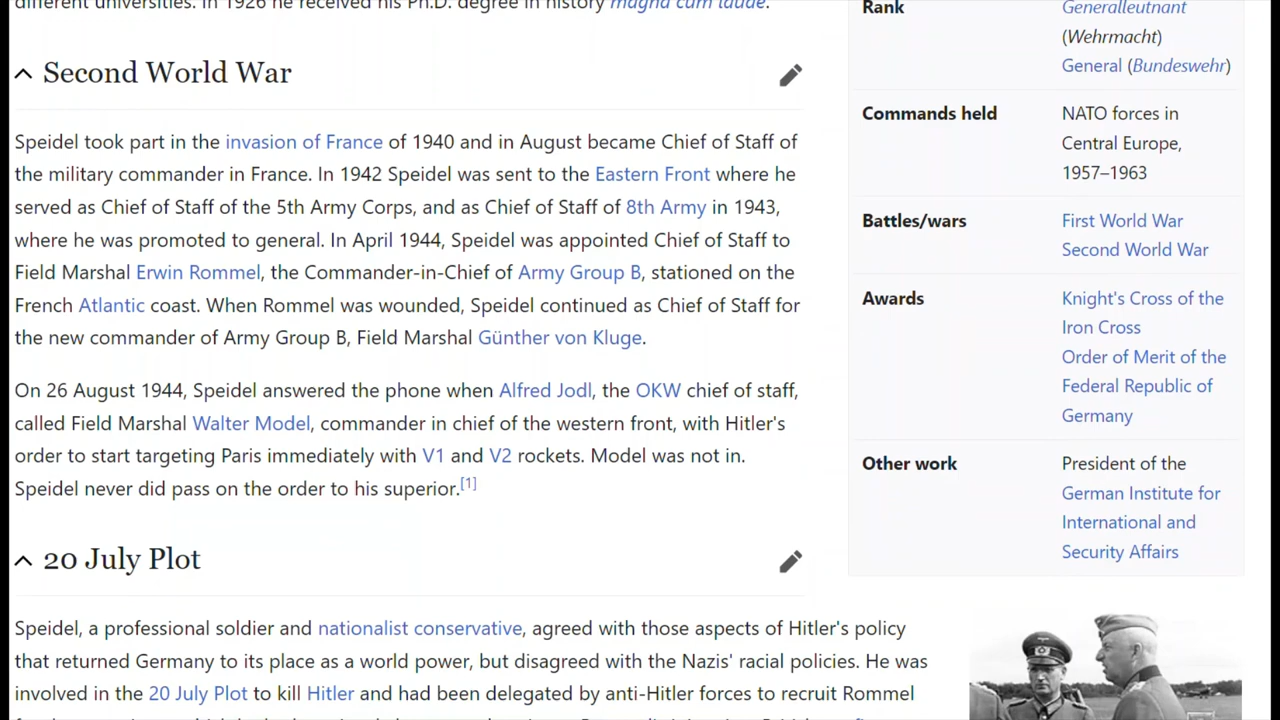 different universities. In 1926 he received his Ph.D. degree in history magna cum laude.
Second World War
Speidel took part in the invasion of France of 1940 and in August became Chief of Staff of
the military commander in France. In 1942 Speidel was sent to the Eastern Front where he
served as Chief of Staff of the 5th Army Corps, and as Chief of Staff of 8th Army in 1943,
where he was promoted to general. In April 1944, Speidel was appointed Chief of Staff to
Field Marshal Erwin Rommel, the Commander-in-Chief of Army Group B, stationed on the
French Atlantic coast. When Rommel was wounded, Speidel continued as Chief of Staff for
the new commander of Army Group B, Field Marshal Günther von Kluge.
On 26 August 1944, Speidel answered the phone when Alfred Jodl, the OKW chief of staff,
called Field Marshal Walter Model, commander in chief of the western front, with Hitler's
order to start targeting Paris immediately with V1 and V2 rockets. Model was not in.
Speidel never did pass on the order to his superior.[1]
20 July Plot
Speidel, a professional soldier and nationalist conservative, agreed with those aspects of Hitler's policy
that returned Germany to its place as a world power, but disagreed with the Nazis' racial policies. He was
involved in the 20 July Plot to kill Hitler and had been delegated by anti-Hitler forces to recruit Rommel
Rank
Generalleutnant
(Wehrmacht)
General (Bundeswehr)
Commands held
NATO forces in
Central Europe,
1957–1963
Battles/wars
First World War
Second World War
Awards
Knight's Cross of the
Iron Cross
Order of Merit of the
Federal Republic of
Germany
Other work
President of the
German Institute for
International and
Security Affairs